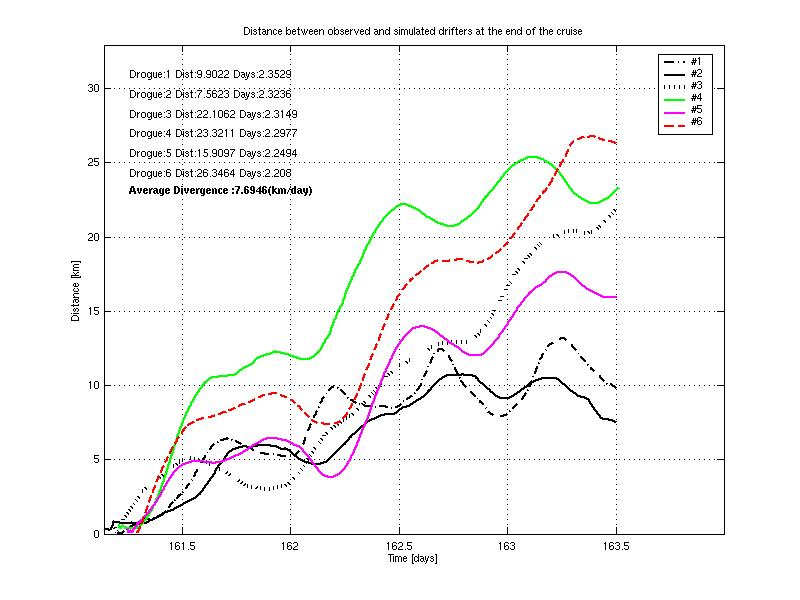 Distance between observed and simulated drifters at the end of the cruise
Drogue:1 Dist:9.9022 Days:2.3529
Drogue:2 Dist:7.5623 Days:2.3236
Drogue:3 Dist:22.1062 Days:2.3149
Drogue:4 Dist:23.3211 Days:2.2977
Drogue:5 Dist:15.9097 Days:2.2494
Drogue:6 Dist:26.3464 Days:2.208
Average Divergence :7.6946(km/day)
#1
#2
#3
#4
#5
#6
30
25
20
15
10
5
0
Distance [km]
161.5 162 162.5 163 163.5
Time [days]